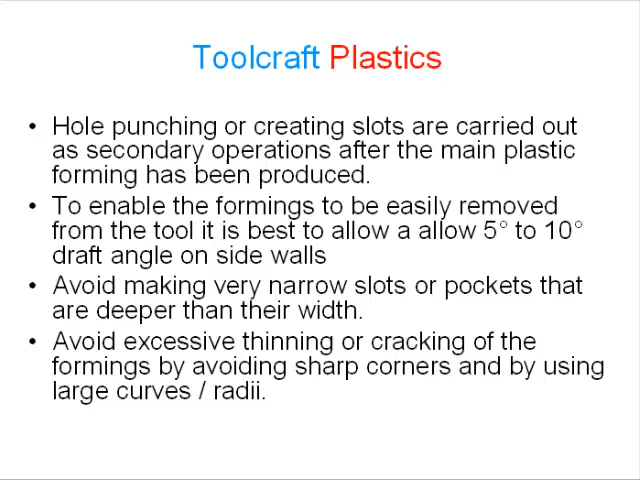 Toolcraft Plastics
• Hole punching or creating slots are carried out
as secondary operations after the main plastic
forming has been produced.
• To enable the formings to be easily removed
from the tool it is best to allow a allow 5° to 10°
draft angle on side walls
• Avoid making very narrow slots or pockets that
are deeper than their width.
• Avoid excessive thinning or cracking of the
formings by avoiding sharp corners and by using
large curves / radii.